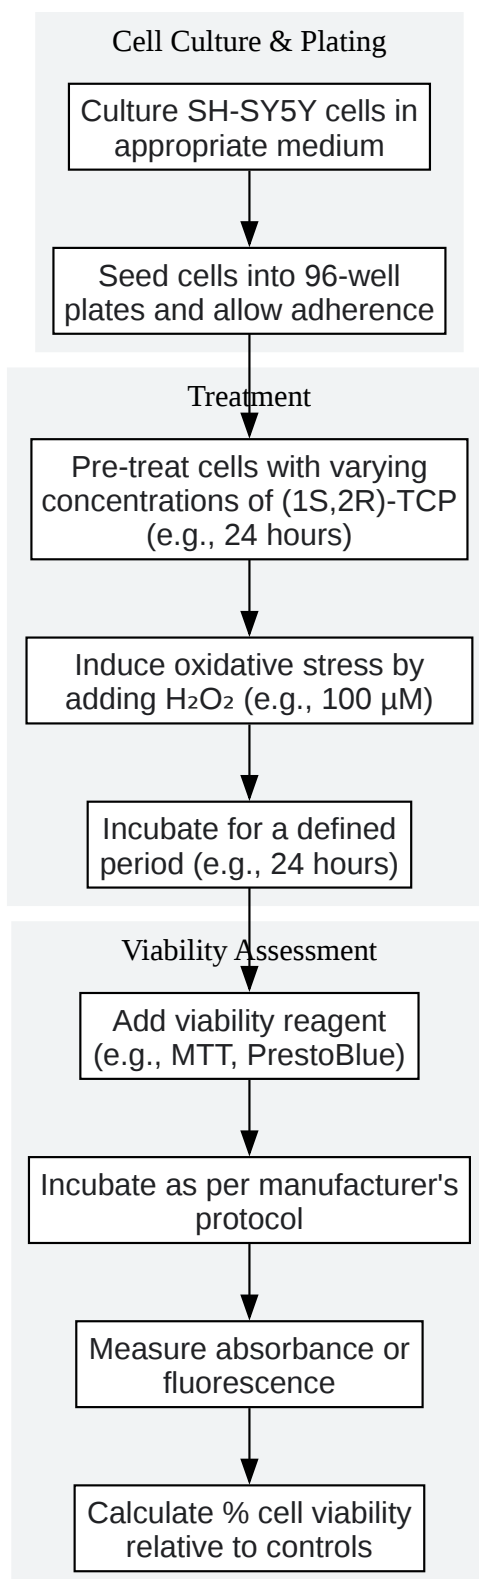 Cell Culture & Plating
Culture SH-SY5Y cells in
appropriate medium
Seed cells into 96-well
plates and allow adherence
Treatment
Pre-treat cells with varying
concentrations of (1S,2R)-TCP
(e.g., 24 hours)
Induce oxidative stress by
adding H₂O₂ (e.g., 100 µM)
Incubate for a defined
period (e.g., 24 hours)
Viability Assessment
Add viability reagent
(e.g., MTT, PrestoBlue)
Incubate as per manufacturer's
protocol
Measure absorbance or
fluorescence
Calculate % cell viability
relative to controls